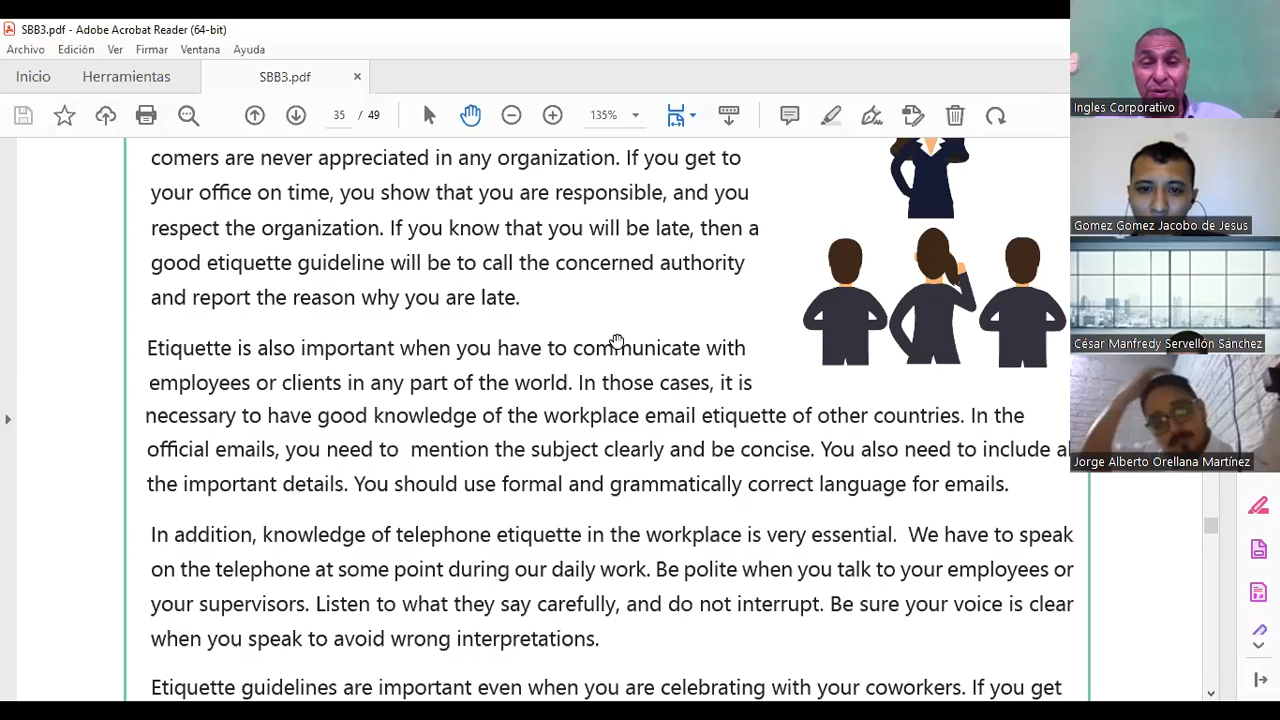 SBB3.pdf - Adobe Acrobat Reader (64-bit)
Archivo Edición Ver Firmar Ventana Ayuda
Inicio Herramientas SBB3.pdf ×
35 / 49 135%
comers are never appreciated in any organization. If you get to
your office on time, you show that you are responsible, and you
respect the organization. If you know that you will be late, then a
good etiquette guideline will be to call the concerned authority
and report the reason why you are late.
Etiquette is also important when you have to communicate with
employees or clients in any part of the world. In those cases, it is
necessary to have good knowledge of the workplace email etiquette of other countries. In the
official emails, you need to mention the subject clearly and be concise. You also need to include
the important details. You should use formal and grammatically correct language for emails.
In addition, knowledge of telephone etiquette in the workplace is very essential. We have to speak
on the telephone at some point during our daily work. Be polite when you talk to your employees or
your supervisors. Listen to what they say carefully, and do not interrupt. Be sure your voice is clear
when you speak to avoid wrong interpretations.
Etiquette guidelines are important even when you are celebrating with your coworkers. If you get
Ingles Corporativo
Gomez Gomez Jacobo de Jesus
César Manfredy Servellón Sánchez
Jorge Alberto Orellana Martínez